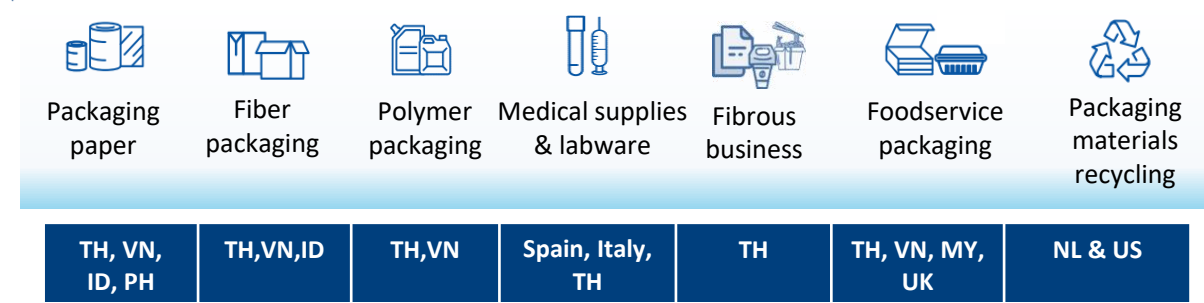 Packaging
paper
Fiber
packaging
Polymer
packaging
Medical supplies
& labware
Fibrous
business
Foodservice
packaging
Packaging
materials
recycling
TH, VN,
ID, PH
TH,VN,ID
TH,VN
Spain, Italy,
TH
TH
TH, VN, MY,
UK
NL & US